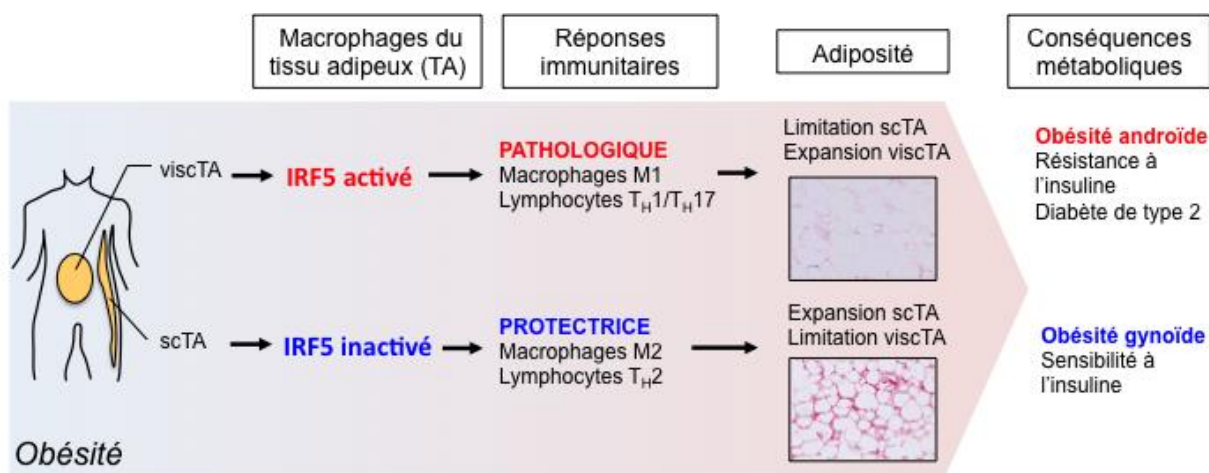 Macrophages du
tissu adipeux (TA)
Réponses
immunitaires
Adiposité
Conséquences
métaboliques
viscTA
IRF5 activé
PATHOLOGIQUE
Macrophages M1
Lymphocytes TH1/TH17
Limitation scTA
Expansion viscTA
Obésité androïde
Résistance à
l'insuline
Diabète de type 2
scTA
IRF5 inactivé
PROTECTRICE
Macrophages M2
Lymphocytes TH2
Expansion scTA
Limitation viscTA
Obésité gynoïde
Sensibilité à
l'insuline
Obésité